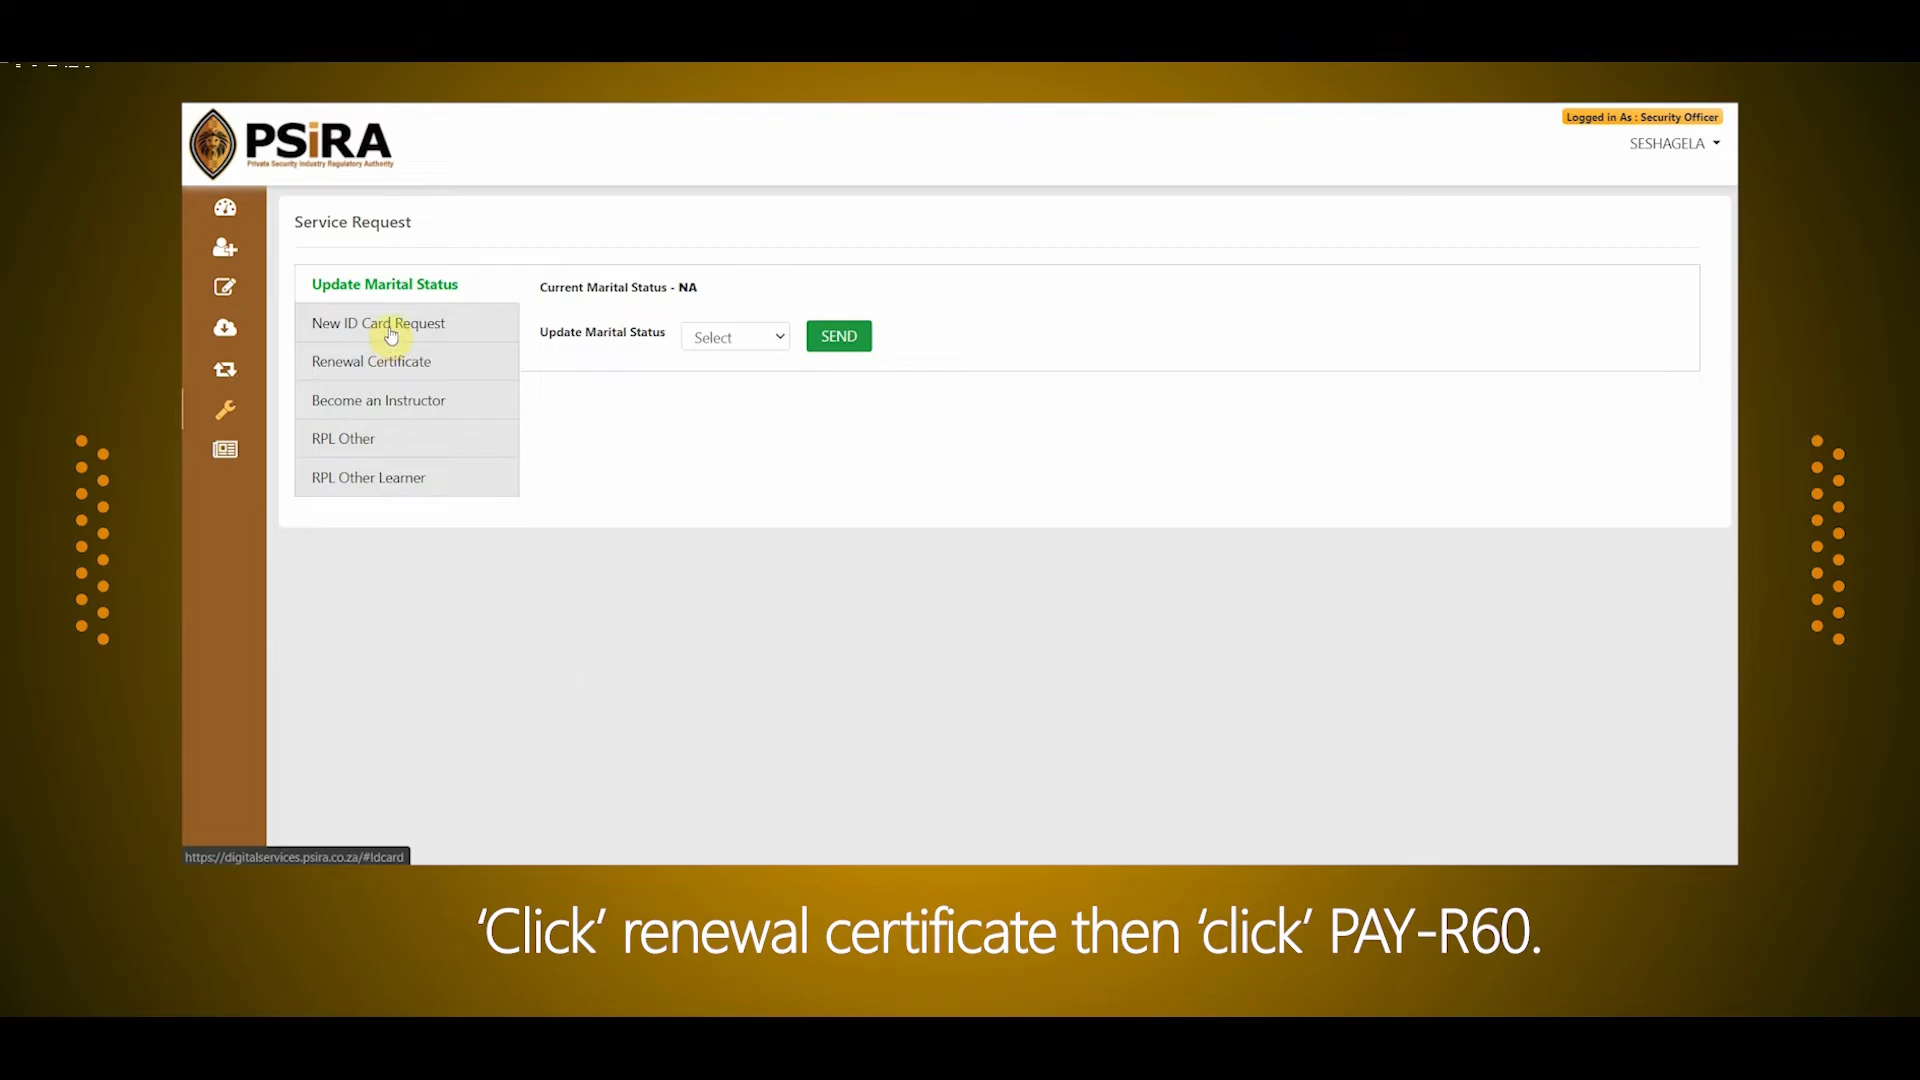 PSiRA
Private Security Industry Regulatory Authority
Logged in As : Security Officer
SESHAGELA
Service Request
Update Marital Status
New ID Card Request
Renewal Certificate
Become an Instructor
RPL Other
RPL Other Learner
Current Marital Status - NA
Update Marital Status
Select
SEND
https://digitalservices.psira.co.za/#Idcard
‘Click’ renewal certificate then ‘click’ PAY-R60.